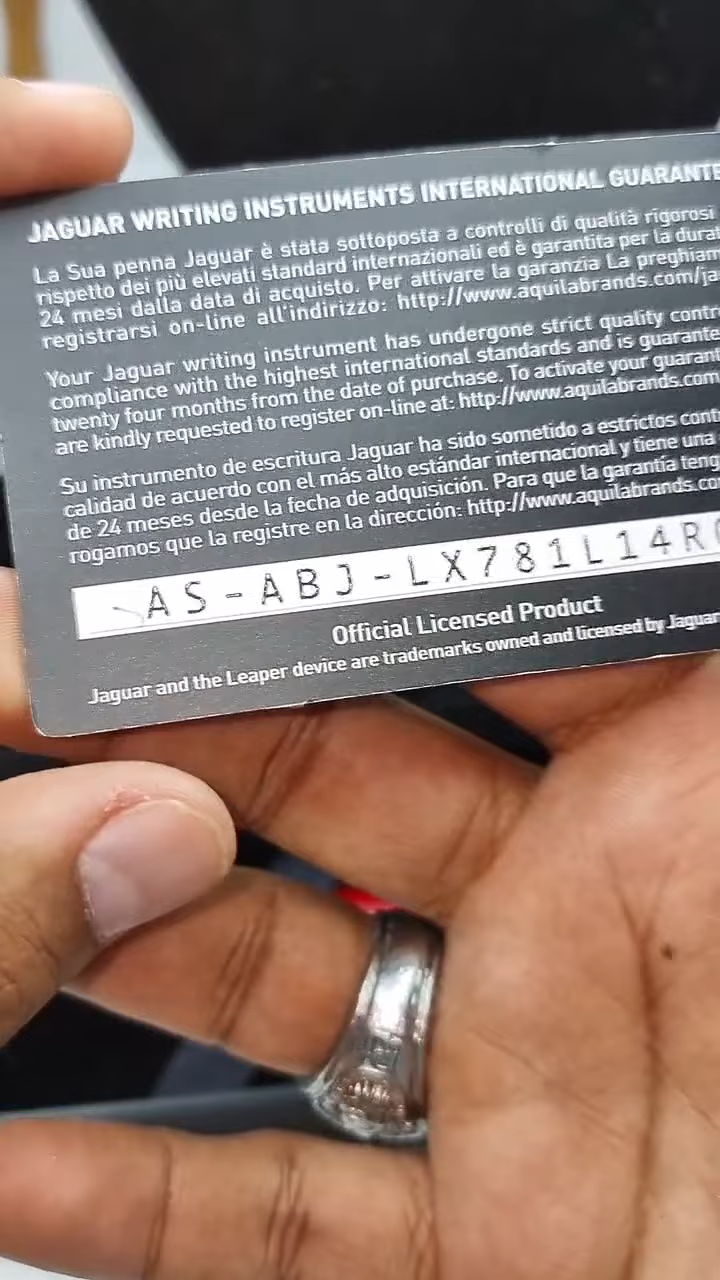 JAGUAR WRITING INSTRUMENTS INTERNATIONAL GUARANTE
La Sua penna Jaguar è stata sottoposta a controlli di qualità rigorosi
rispetto dei più elevati standard internazionali ed è garantita per la durat
24 mesi dalla data di acquisto. Per attivare la garanzia La preghiam
registrarsi on-line all'indirizzo: http://www.aquilabrands.com/ja
Your Jaguar writing instrument has undergone strict quality contr
compliance with the highest international standards and is guarante
twenty four months from the date of purchase. To activate your guarant
are kindly requested to register on-line at: http://www.aquilabrands.com
Su instrumento de escritura Jaguar ha sido sometido a estrictos cont
calidad de acuerdo con el más alto estándar internacional y tiene una
de 24 meses desde la fecha de adquisición. Para que la garantía teng
rogamos que la registre en la dirección: http://www.aquilabrands.co
AS-ABJ-LX781L14R
Official Licensed Product
Jaguar and the Leaper device are trademarks owned and licensed by Jaguar